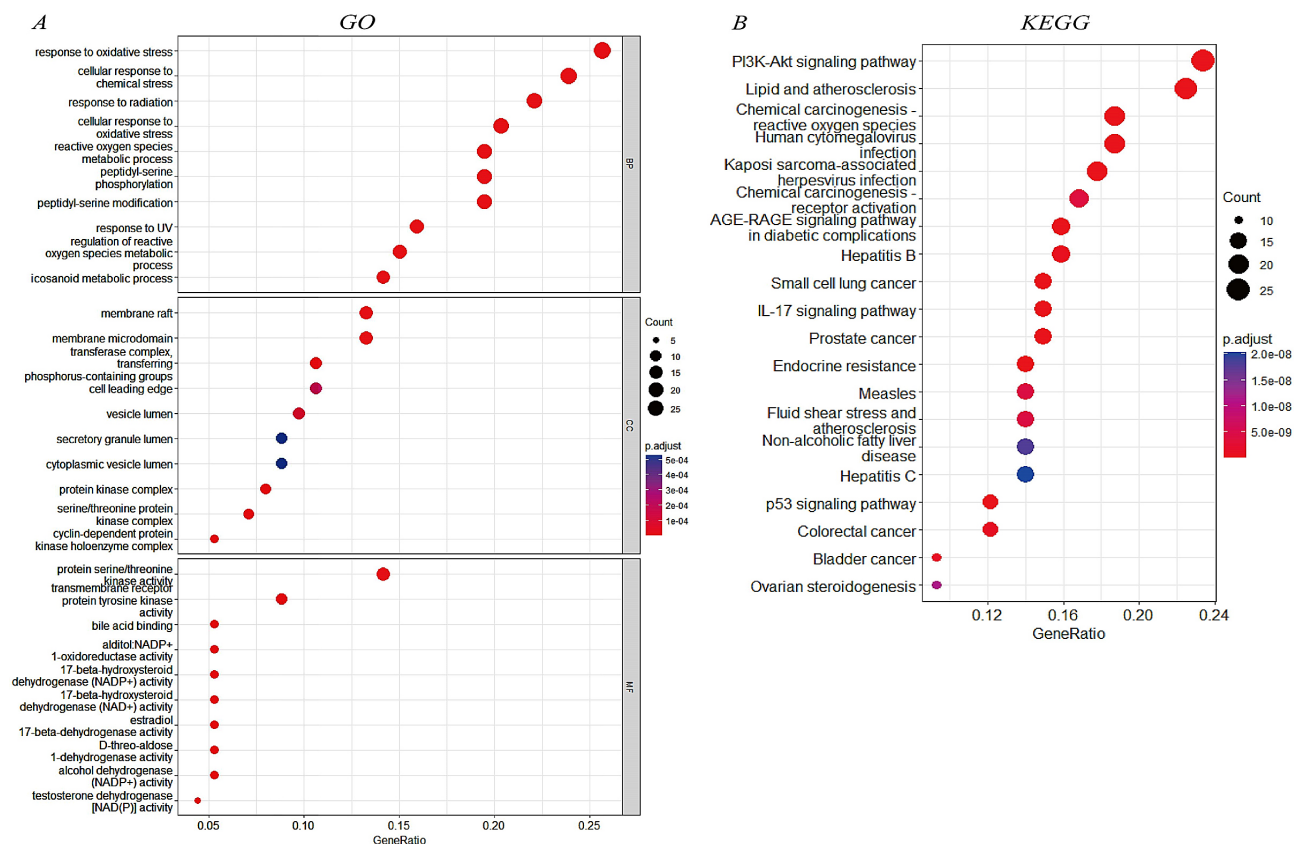 A
GO
response to oxidative stress
cellular response to
chemical stress
response to radiation
cellular response to
oxidative stress
reactive oxygen species
metabolic process
peptidyl-serine
phosphorylation
peptidyl-serine modification
response to UV
regulation of reactive
oxygen species metabolic
process
icosanoid metabolic process
BP
membrane raft
membrane microdomain
transferase complex,
transferring
phosphorus-containing groups
cell leading edge
vesicle lumen
secretory granule lumen
cytoplasmic vesicle lumen
protein kinase complex
serine/threonine protein
kinase complex
cyclin-dependent protein
kinase holoenzyme complex
CC
protein serine/threonine
kinase activity
transmembrane receptor
protein tyrosine kinase
activity
bile acid binding
alditol:NADP+
1-oxidoreductase activity
17-beta-hydroxysteroid
dehydrogenase (NADP+) activity
17-beta-hydroxysteroid
dehydrogenase (NAD+) activity
estradiol
17-beta-dehydrogenase activity
D-threo-aldose
1-dehydrogenase activity
alcohol dehydrogenase
(NADP+) activity
testosterone dehydrogenase
[NAD(P)] activity
MF
0.05
0.10
0.15
0.20
0.25
GeneRatio
Count
5
10
15
20
25
p.adjust
5e-04
4e-04
3e-04
2e-04
1e-04
B
KEGG
PI3K-Akt signaling pathway
Lipid and atherosclerosis
Chemical carcinogenesis -
reactive oxygen species
Human cytomegalovirus
infection
Kaposi sarcoma-associated
herpesvirus infection
Chemical carcinogenesis -
receptor activation
AGE-RAGE signaling pathway
in diabetic complications
Hepatitis B
Small cell lung cancer
IL-17 signaling pathway
Prostate cancer
Endocrine resistance
Measles
Fluid shear stress and
atherosclerosis
Non-alcoholic fatty liver
disease
Hepatitis C
p53 signaling pathway
Colorectal cancer
Bladder cancer
Ovarian steroidogenesis
0.12
0.16
0.20
0.24
GeneRatio
Count
10
15
20
25
p.adjust
2.0e-08
1.5e-08
1.0e-08
5.0e-09